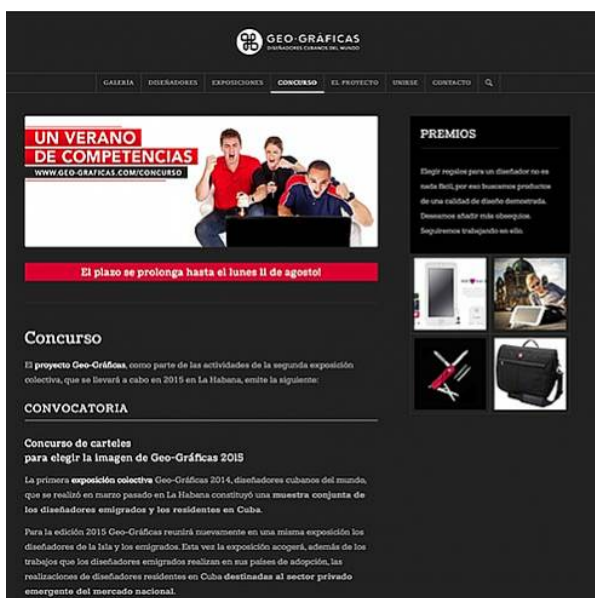 GEO·GRÁFICAS
DISEÑADORES CUBANOS DEL MUNDO
GALERÍA DISEÑADORES EXPOSICIONES CONCURSO EL PROYECTO UNIRSE CONTACTO
UN VERANO
DE COMPETENCIAS
WWW.GEO-GRAFICAS.COM/CONCURSO
El plazo se prolonga hasta el lunes 11 de agosto!
Concurso
El proyecto Geo-Gráficas, como parte de las actividades de la segunda exposición
colectiva, que se llevará a cabo en 2015 en La Habana, emite la siguiente:
CONVOCATORIA
Concurso de carteles
para elegir la imagen de Geo-Gráficas 2015
La primera exposición colectiva Geo-Gráficas 2014, diseñadores cubanos del mundo,
que se realizó en marzo pasado en La Habana constituyó una muestra conjunta de
los diseñadores emigrados y los residentes en Cuba.
Para la edición 2015 Geo-Gráficas reunirá nuevamente en una misma exposición los
diseñadores de la Isla y los emigrados. Esta vez la exposición acogerá, además de los
trabajos que los diseñadores emigrados realizan en sus países de adopción, las
realizaciones de diseñadores residentes en Cuba destinadas al sector privado
emergente del mercado nacional.
PREMIOS
Elegir regalos para un diseñador no es
nada fácil, por eso buscamos productos
de una calidad de diseño demostrada.
Deseamos añadir más obsequios.
Seguiremos trabajando en ello.